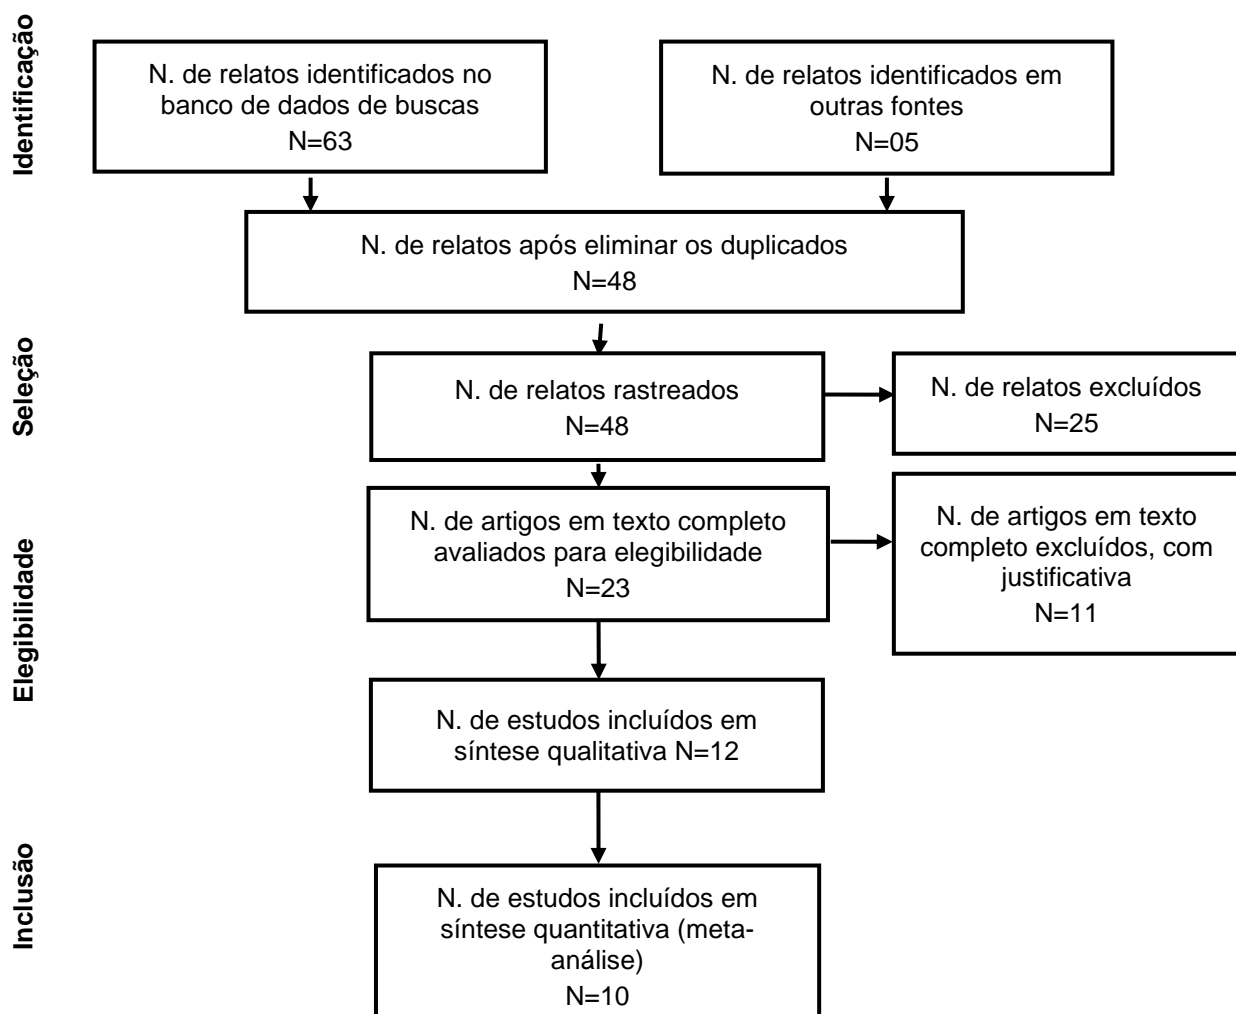 Identificação
N. de relatos identificados no
banco de dados de buscas
N=63
N. de relatos identificados em
outras fontes
N=05
N. de relatos após eliminar os duplicados
N=48
Seleção
N. de relatos rastreados
N=48
N. de relatos excluídos
N=25
Elegibilidade
N. de artigos em texto completo
avaliados para elegibilidade
N=23
N. de artigos em texto
completo excluídos, com
justificativa
N=11
N. de estudos incluídos em
síntese qualitativa N=12
Inclusão
N. de estudos incluídos em
síntese quantitativa (meta-
análise)
N=10